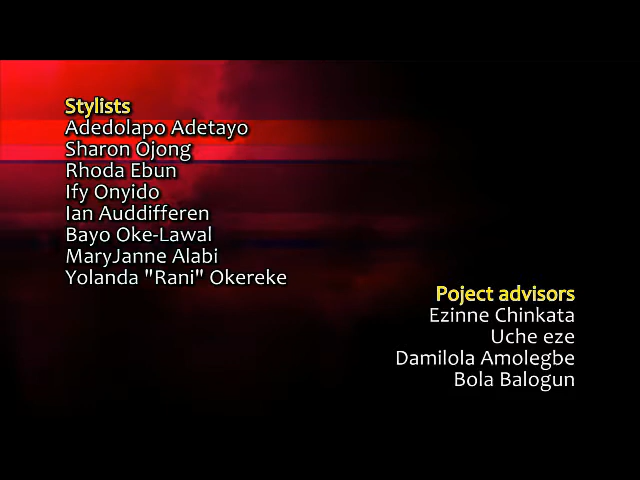 Stylists
Adedolapo Adetayo
Sharon Ojong
Rhoda Ebun
Ify Onyido
Ian Auddifferen
Bayo Oke-Lawal
MaryJanne Alabi
Yolanda "Rani" Okereke
Poject advisors
Ezinne Chinkata
Uche eze
Damilola Amolegbe
Bola Balogun